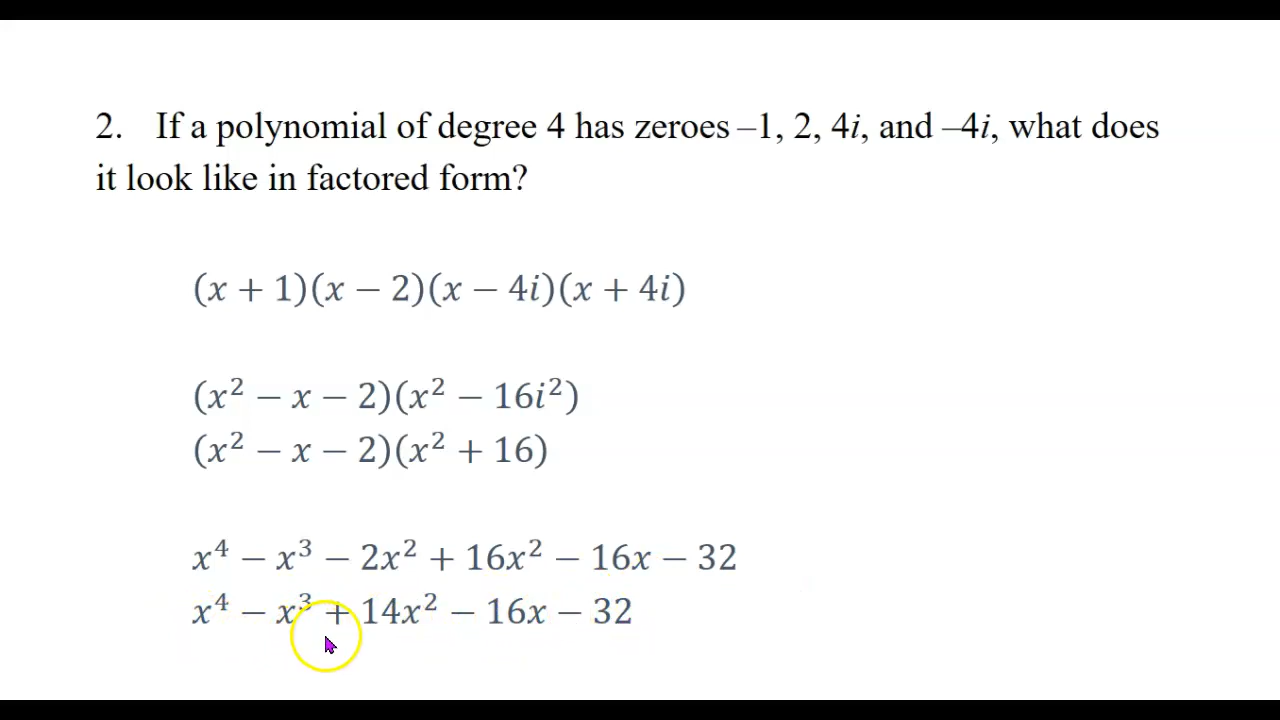 2. If a polynomial of degree 4 has zeroes –1, 2, 4i, and –4i, what does
it look like in factored form?
(x + 1)(x − 2)(x − 4i)(x + 4i)
(x² − x − 2)(x² − 16i²)
(x² − x − 2)(x² + 16)
x⁴ − x³ − 2x² + 16x² − 16x − 32
x⁴ − x³ + 14x² − 16x − 32